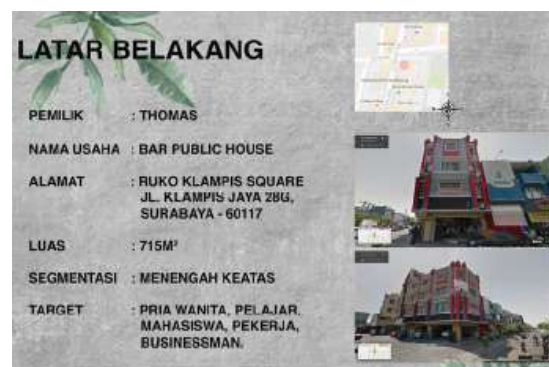 LATAR BELAKANG
PEMILIK : THOMAS
NAMA USAHA : BAR PUBLIC HOUSE
ALAMAT : RUKO KLAMPIS SQUARE
JL. KLAMPIS JAYA 28G,
SURABAYA - 60117
LUAS : 715M²
SEGMENTASI : MENENGAH KEATAS
TARGET : PRIA WANITA, PELAJAR,
MAHASISWA, PEKERJA,
BUSINESSMAN.